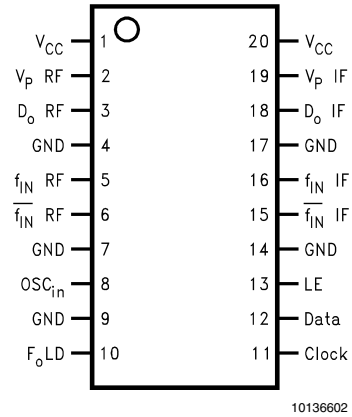 V_CC 1 20 V_CC
V_P RF 2 19 V_P IF
D_o RF 3 18 D_o IF
GND 4 17 GND
f_IN RF 5 16 f_IN IF
f̅_IN RF 6 15 f̅_IN IF
GND 7 14 GND
OSC_in 8 13 LE
GND 9 12 Data
F_oLD 10 11 Clock
10136602